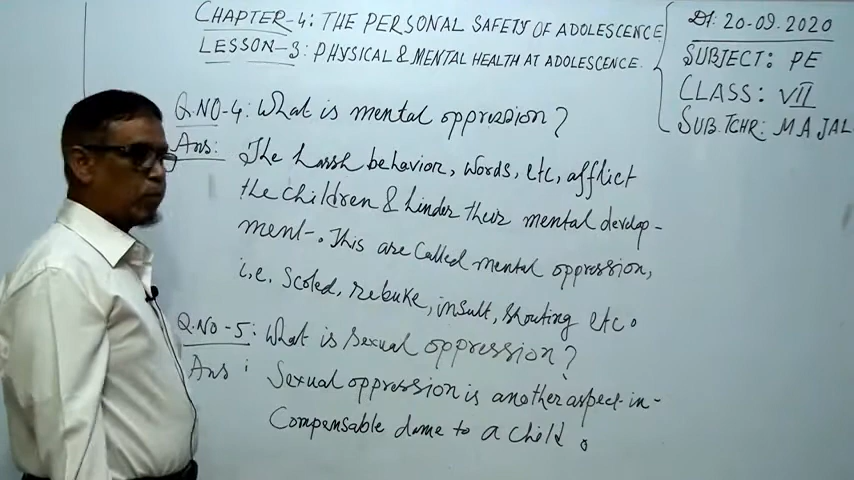 CHAPTER-4: THE PERSONAL SAFETY OF ADOLESCENCE
LESSON-3: PHYSICAL & MENTAL HEALTH AT ADOLESCENCE.
Dt: 20-09.2020
SUBJECT: PE
CLASS: VII
SUB.TCHR: M A JALI
Q.NO-4: What is mental oppression?
Ans: The harsh behavior, words, etc, afflict
the children & hinder their mental develop-
ment. This are called mental oppression,
i,e. Scoled, rebuke, insult, shouting etc.
Q.NO-5: What is sexual oppression?
Ans: Sexual oppression is another aspect in-
Compensable dame to a child.